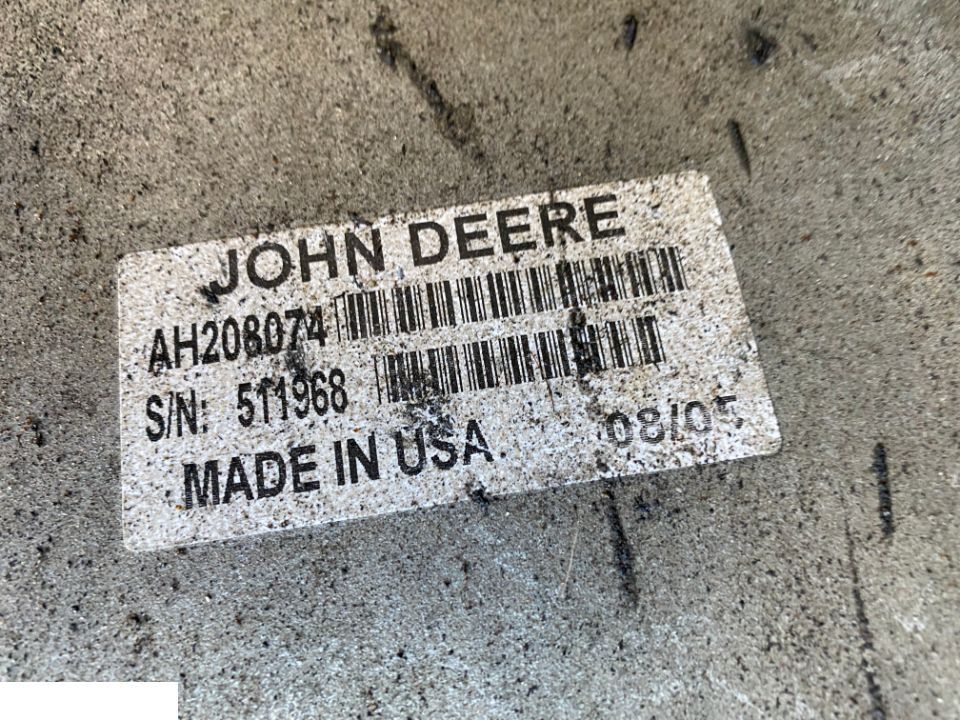 JOHN DEERE
AH208074
S/N: 511968
MADE IN USA
08/05